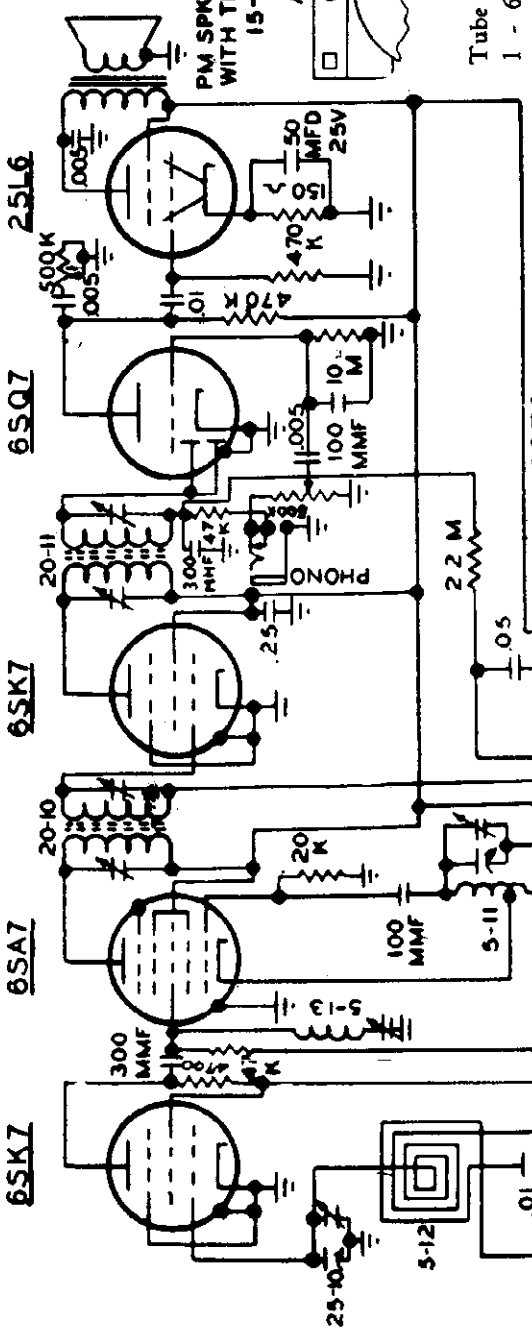 6SK7
6SA7
6SK7
6SQ7
25L6
20-10
20-11
500K
.005
.005
PM SPK
WITH T
15-
Tube
1 - 6
300
MMF
4700
47
K
5-13
20
K
100
MMF
5-11
.25
300
MMF
47
K
PHONO
500K
.005
100
MMF
10
M
.01
470K
470
K
150
50
MFD
25V
2.2 M
.05
25-10
5-12
.01